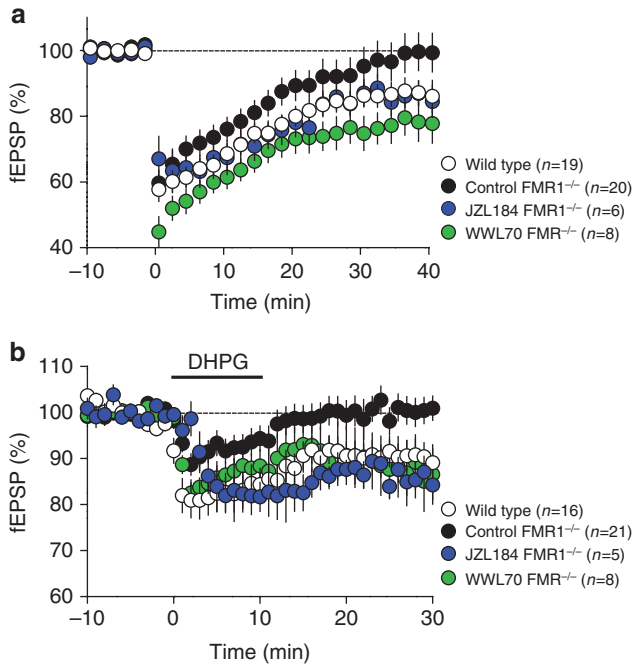 a
100
80
60
40
fEPSP (%)
−10 0 10 20 30 40
Time (min)
Wild type (n=19)
Control FMR1−/− (n=20)
JZL184 FMR1−/− (n=6)
WWL70 FMR−/− (n=8)
b
DHPG
110
100
90
80
70
60
fEPSP (%)
−10 0 10 20 30
Time (min)
Wild type (n=16)
Control FMR1−/− (n=21)
JZL184 FMR1−/− (n=5)
WWL70 FMR−/− (n=8)